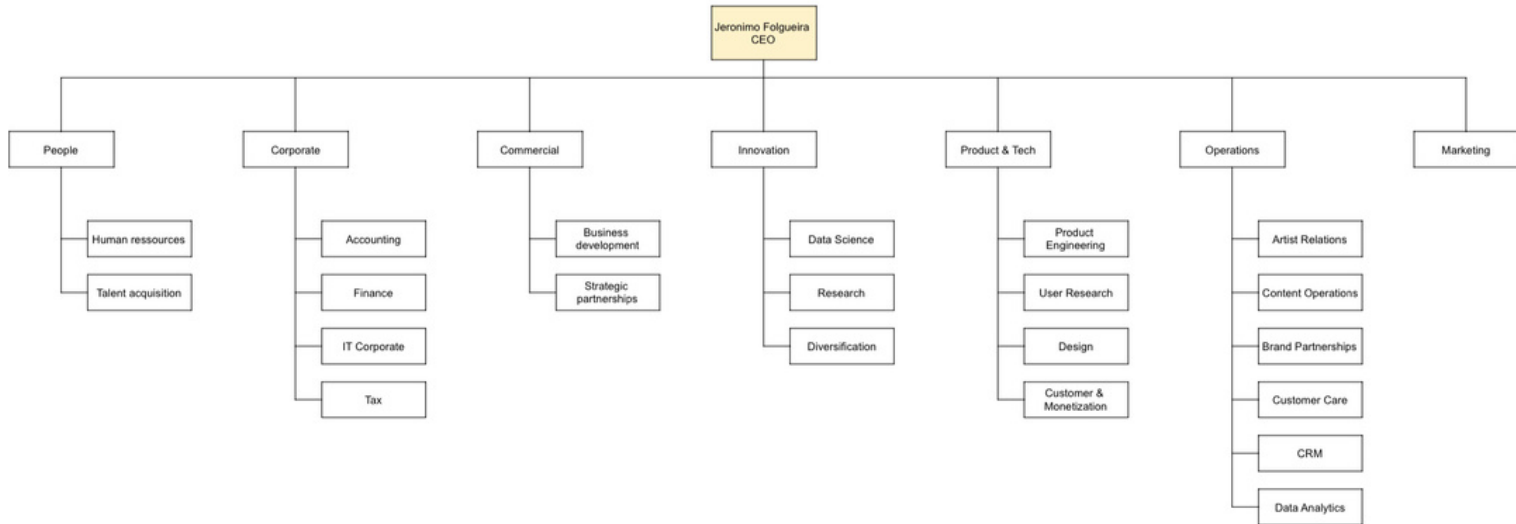 Jeronimo Folgueira
CEO
People
Corporate
Commercial
Innovation
Product & Tech
Operations
Marketing
Human ressources
Talent acquisition
Accounting
Finance
IT Corporate
Tax
Business
development
Strategic
partnerships
Data Science
Research
Diversification
Product
Engineering
User Research
Design
Customer &
Monetization
Artist Relations
Content Operations
Brand Partnerships
Customer Care
CRM
Data Analytics